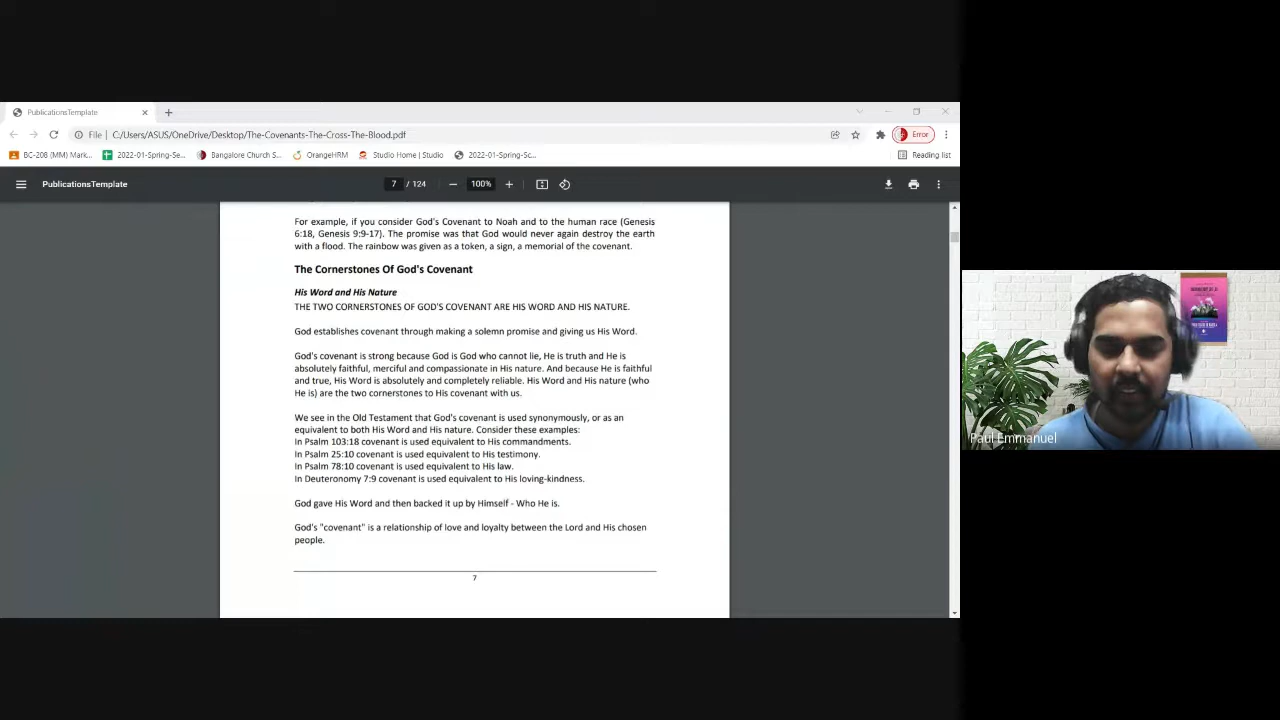 PublicationsTemplate
File | C:/Users/ASUS/OneDrive/Desktop/The-Covenants-The-Cross-The-Blood.pdf
Error
BC-208 (MM) Mark... 2022-01-Spring-Se... Bangalore Church S... OrangeHRM Studio Home | Studio 2022-01-Spring-Sc... Reading list
PublicationsTemplate 7 / 124 100%
For example, if you consider God's Covenant to Noah and to the human race (Genesis
6:18, Genesis 9:9-17). The promise was that God would never again destroy the earth
with a flood. The rainbow was given as a token, a sign, a memorial of the covenant.
The Cornerstones Of God's Covenant
His Word and His Nature
THE TWO CORNERSTONES OF GOD'S COVENANT ARE HIS WORD AND HIS NATURE.
God establishes covenant through making a solemn promise and giving us His Word.
God's covenant is strong because God is God who cannot lie, He is truth and He is
absolutely faithful, merciful and compassionate in His nature. And because He is faithful
and true, His Word is absolutely and completely reliable. His Word and His nature (who
He is) are the two cornerstones to His covenant with us.
We see in the Old Testament that God's covenant is used synonymously, or as an
equivalent to both His Word and His nature. Consider these examples:
In Psalm 103:18 covenant is used equivalent to His commandments.
In Psalm 25:10 covenant is used equivalent to His testimony.
In Psalm 78:10 covenant is used equivalent to His law.
In Deuteronomy 7:9 covenant is used equivalent to His loving-kindness.
God gave His Word and then backed it up by Himself - Who He is.
God's "covenant" is a relationship of love and loyalty between the Lord and His chosen
people.
7
Paul Emmanuel